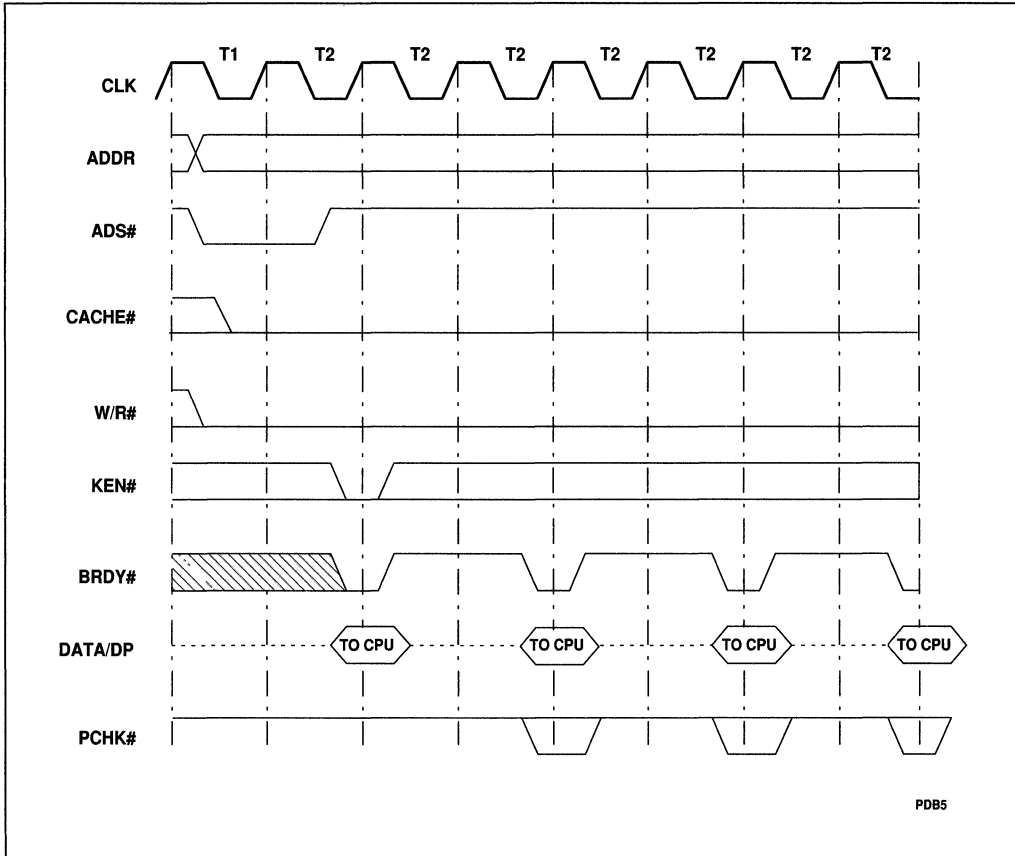 T1 T2 T2 T2 T2 T2 T2 T2
CLK
ADDR
ADS#
CACHE#
W/R#
KEN#
BRDY#
DATA/DP TO CPU TO CPU TO CPU TO CPU
PCHK#
PDB5